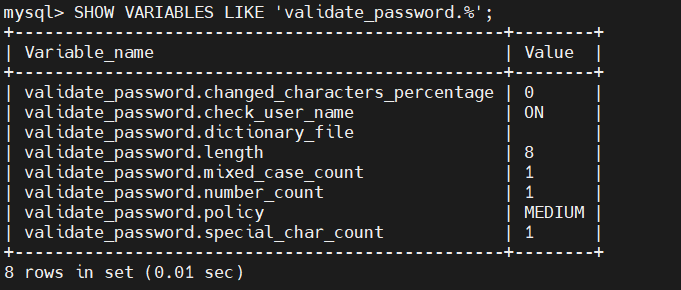 mysql> SHOW VARIABLES LIKE 'validate_password.%';
+-------------------------------------------------+--------+
| Variable_name                                   | Value  |
+-------------------------------------------------+--------+
| validate_password.changed_characters_percentage | 0      |
| validate_password.check_user_name               | ON     |
| validate_password.dictionary_file               |        |
| validate_password.length                        | 8      |
| validate_password.mixed_case_count              | 1      |
| validate_password.number_count                  | 1      |
| validate_password.policy                        | MEDIUM |
| validate_password.special_char_count            | 1      |
+-------------------------------------------------+--------+
8 rows in set (0.01 sec)